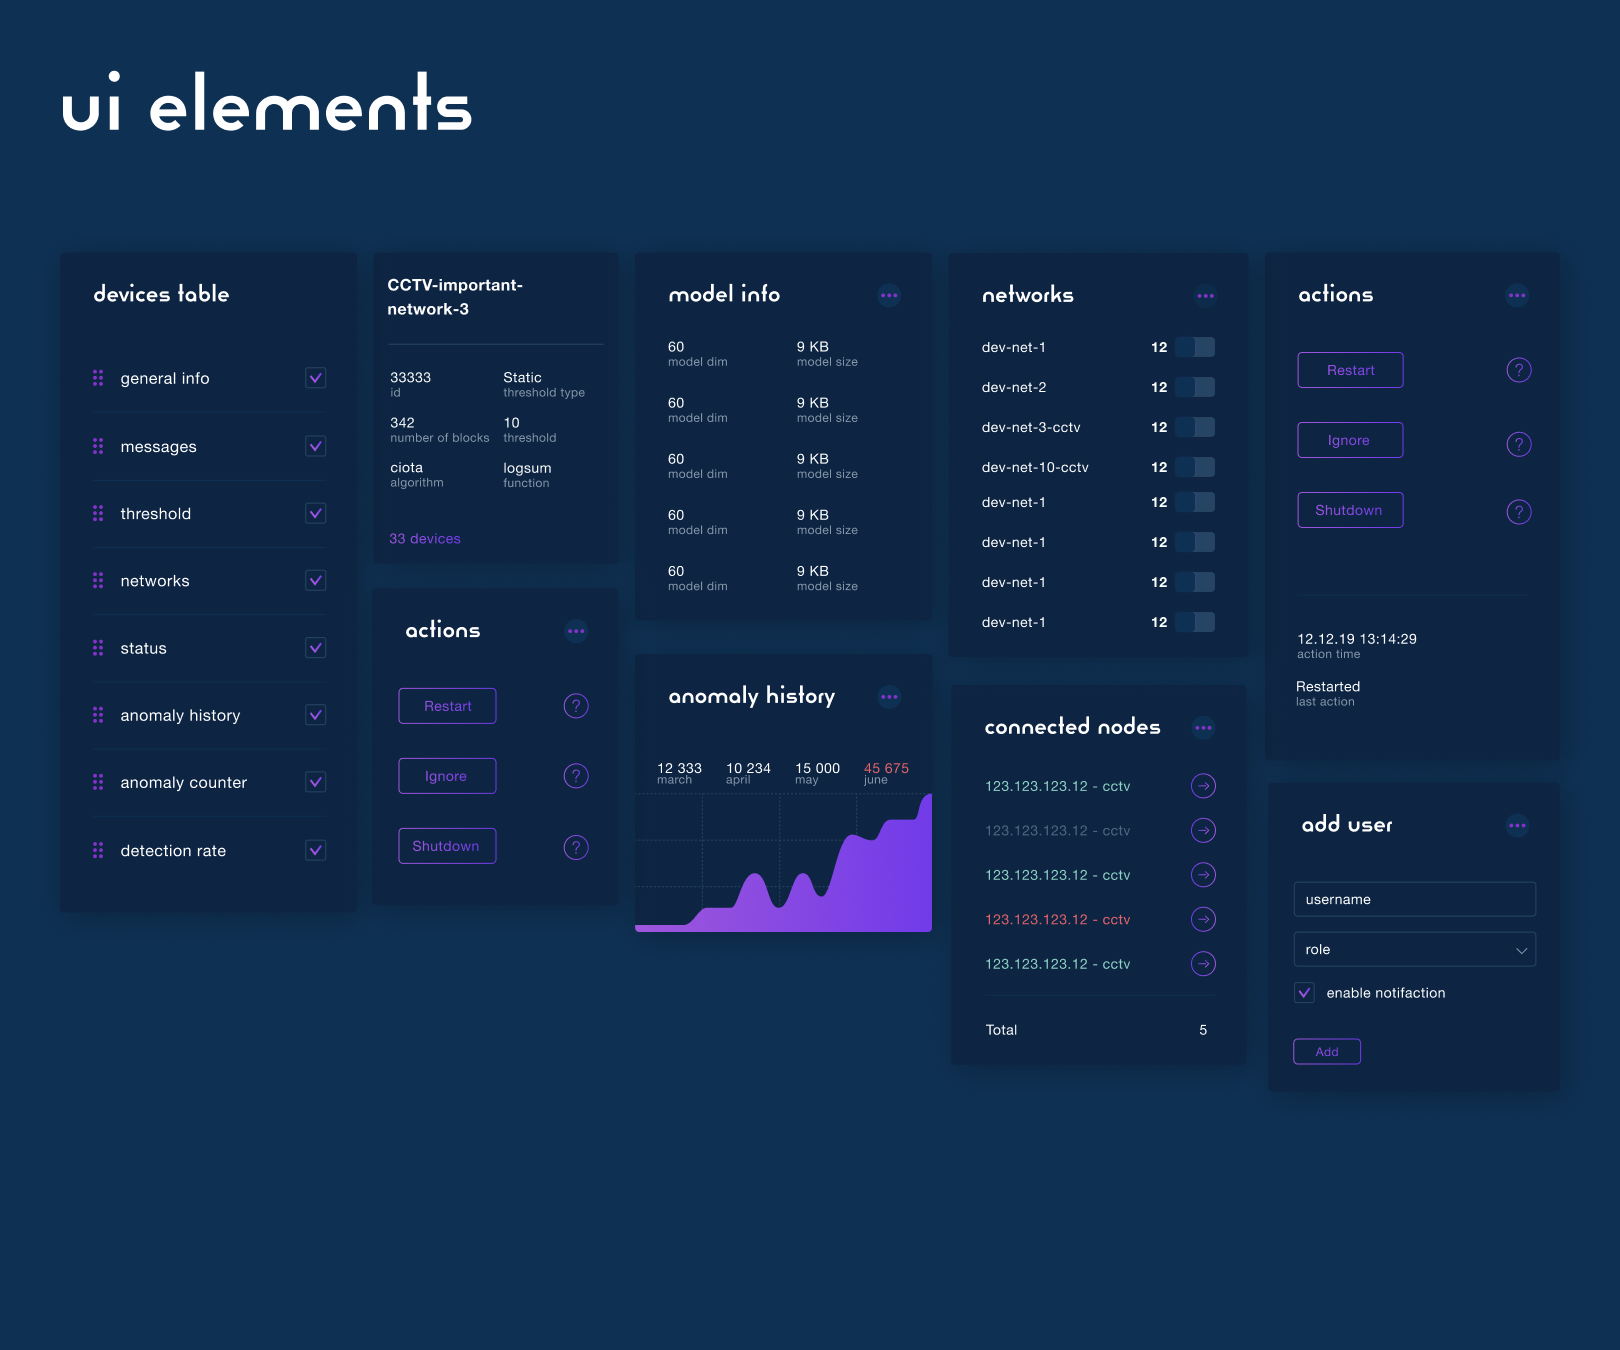 ui elements
devices table
general info
messages
threshold
networks
status
anomaly history
anomaly counter
detection rate
CCTV-important-
network-3
33333 Static
id threshold type
342 10
number of blocks threshold
ciota logsum
algorithm function
33 devices
actions
Restart ?
Ignore ?
Shutdown ?
model info
60 9 KB
model dim model size
60 9 KB
model dim model size
60 9 KB
model dim model size
60 9 KB
model dim model size
60 9 KB
model dim model size
anomaly history
12 333 10 234 15 000 45 675
march april may june
networks
dev-net-1 12
dev-net-2 12
dev-net-3-cctv 12
dev-net-10-cctv 12
dev-net-1 12
dev-net-1 12
dev-net-1 12
dev-net-1 12
connected nodes
123.123.123.12 - cctv
123.123.123.12 - cctv
123.123.123.12 - cctv
123.123.123.12 - cctv
123.123.123.12 - cctv
Total 5
actions
Restart ?
Ignore ?
Shutdown ?
12.12.19 13:14:29
action time
Restarted
last action
add user
username
role
enable notifaction
Add